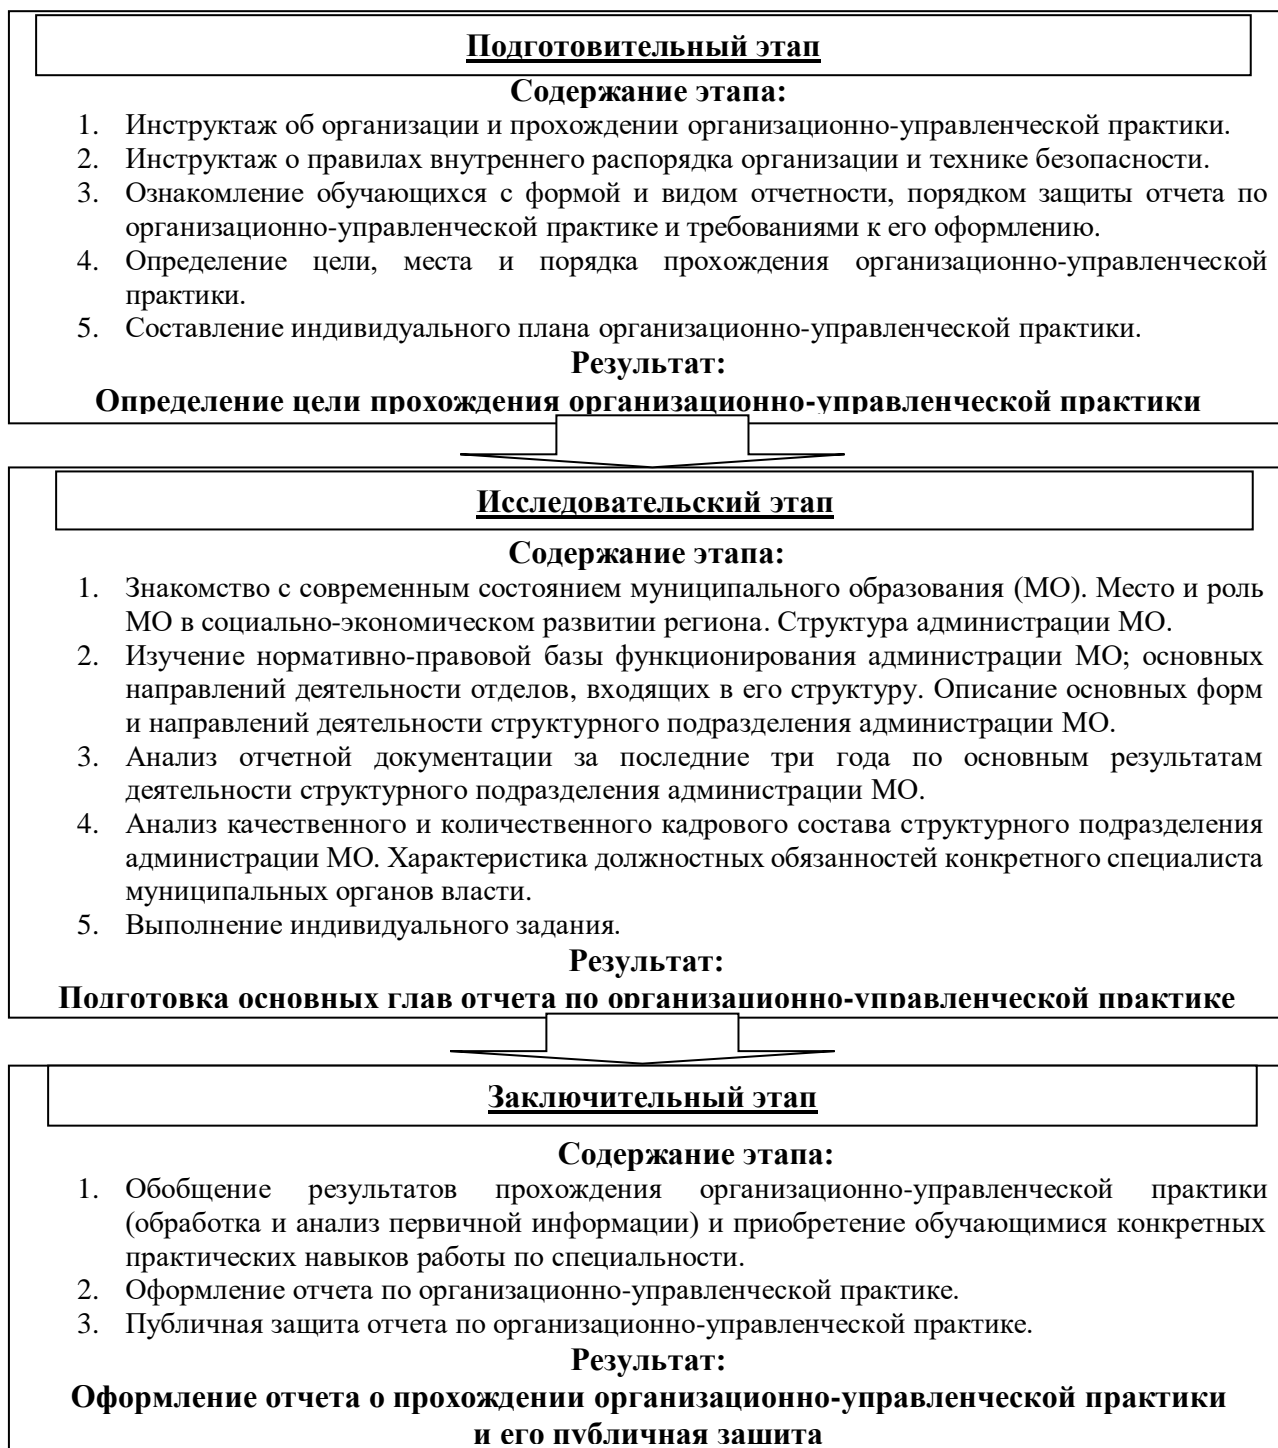 Подготовительный этап
Содержание этапа:
1. Инструктаж об организации и прохождении организационно-управленческой практики.
2. Инструктаж о правилах внутреннего распорядка организации и технике безопасности.
3. Ознакомление обучающихся с формой и видом отчетности, порядком защиты отчета по
организационно-управленческой практике и требованиями к его оформлению.
4. Определение цели, места и порядка прохождения организационно-управленческой
практики.
5. Составление индивидуального плана организационно-управленческой практики.
Результат:
Определение цели прохождения организационно-управленческой практики
Исследовательский этап
Содержание этапа:
1. Знакомство с современным состоянием муниципального образования (МО). Место и роль
МО в социально-экономическом развитии региона. Структура администрации МО.
2. Изучение нормативно-правовой базы функционирования администрации МО; основных
направлений деятельности отделов, входящих в его структуру. Описание основных форм
и направлений деятельности структурного подразделения администрации МО.
3. Анализ отчетной документации за последние три года по основным результатам
деятельности структурного подразделения администрации МО.
4. Анализ качественного и количественного кадрового состава структурного подразделения
администрации МО. Характеристика должностных обязанностей конкретного специалиста
муниципальных органов власти.
5. Выполнение индивидуального задания.
Результат:
Подготовка основных глав отчета по организационно-управленческой практике
Заключительный этап
Содержание этапа:
1. Обобщение результатов прохождения организационно-управленческой практики
(обработка и анализ первичной информации) и приобретение обучающимися конкретных
практических навыков работы по специальности.
2. Оформление отчета по организационно-управленческой практике.
3. Публичная защита отчета по организационно-управленческой практике.
Результат:
Оформление отчета о прохождении организационно-управленческой практики
и его публичная защита